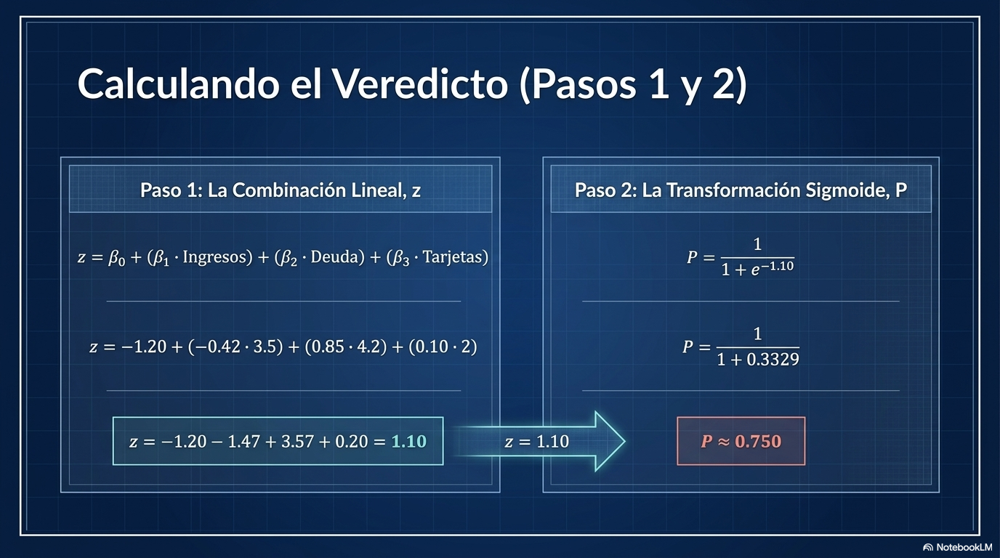 Calculando el Veredicto (Pasos 1 y 2)
Paso 1: La Combinación Lineal, z
z = β₀ + (β₁ · Ingresos) + (β₂ · Deuda) + (β₃ · Tarjetas)
z = −1.20 + (−0.42 · 3.5) + (0.85 · 4.2) + (0.10 · 2)
z = −1.20 − 1.47 + 3.57 + 0.20 = 1.10
z = 1.10
Paso 2: La Transformación Sigmoide, P
P = 1 / (1 + e⁻¹·¹⁰)
P = 1 / (1 + 0.3329)
P ≈ 0.750
NotebookLM